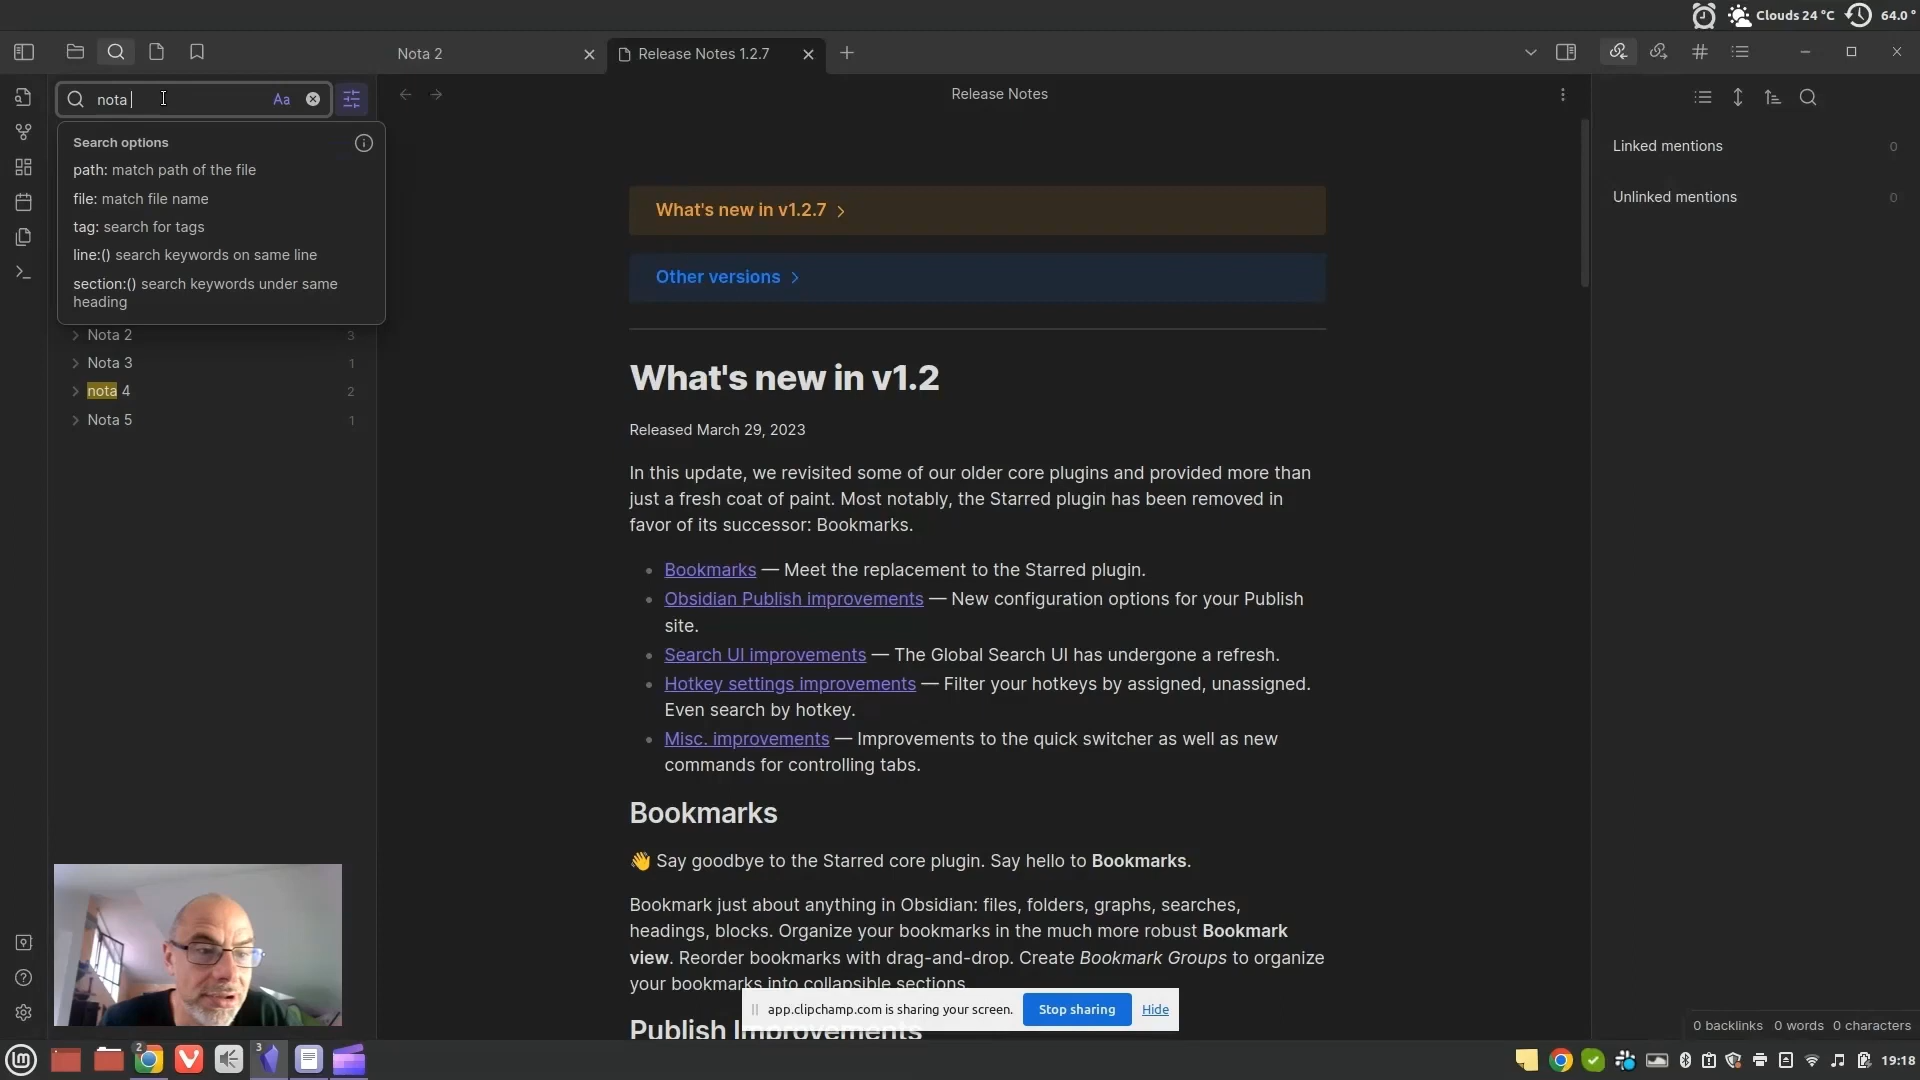 Clouds 24 °C
64.0 °
Nota 2
Release Notes 1.2.7
nota
Aa
Release Notes
Search options
path: match path of the file
file: match file name
tag: search for tags
line:() search keywords on same line
section:() search keywords under same
heading
Nota 2
3
Nota 3
1
nota 4
2
Nota 5
1
What's new in v1.2.7
Other versions
What's new in v1.2
Released March 29, 2023
In this update, we revisited some of our older core plugins and provided more than
just a fresh coat of paint. Most notably, the Starred plugin has been removed in
favor of its successor: Bookmarks.
Bookmarks — Meet the replacement to the Starred plugin.
Obsidian Publish improvements — New configuration options for your Publish
site.
Search UI improvements — The Global Search UI has undergone a refresh.
Hotkey settings improvements — Filter your hotkeys by assigned, unassigned.
Even search by hotkey.
Misc. improvements — Improvements to the quick switcher as well as new
commands for controlling tabs.
Bookmarks
👋 Say goodbye to the Starred core plugin. Say hello to Bookmarks.
Bookmark just about anything in Obsidian: files, folders, graphs, searches,
headings, blocks. Organize your bookmarks in the much more robust Bookmark
view. Reorder bookmarks with drag-and-drop. Create Bookmark Groups to organize
your bookmarks into collapsible sections.
Publish Improvements
app.clipchamp.com is sharing your screen.
Stop sharing
Hide
Linked mentions
0
Unlinked mentions
0
0 backlinks 0 words 0 characters
2
3
19:18